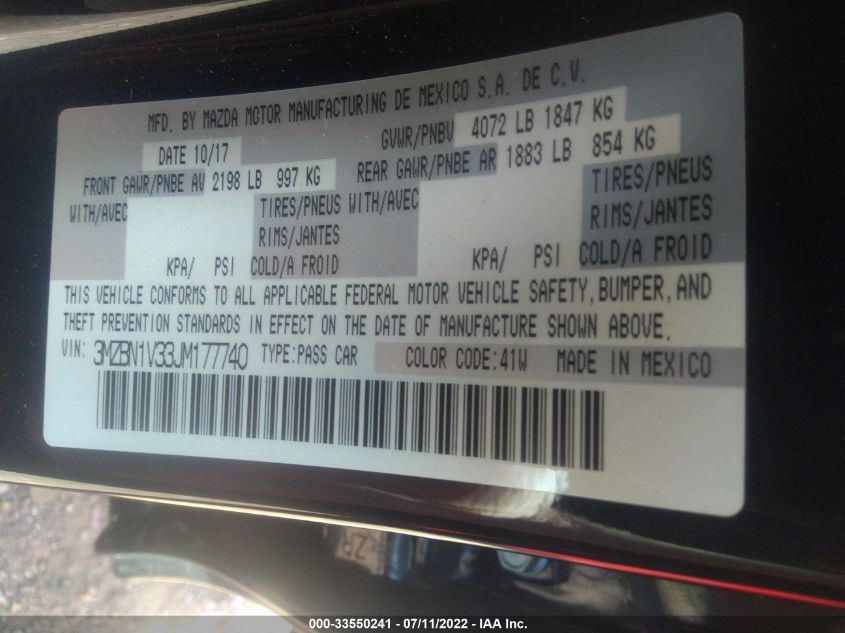 MFD. BY MAZDA MOTOR MANUFACTURING DE MEXICO S.A. DE C.V.
DATE 10/17 GVWR/PNBV 4072 LB 1847 KG
FRONT GAWR/PNBE AV 2198 LB 997 KG REAR GAWR/PNBE AR 1883 LB 854 KG
WITH/AVEC TIRES/PNEUS WITH/AVEC TIRES/PNEUS
RIMS/JANTES RIMS/JANTES
KPA/ PSI COLD/A FROID KPA/ PSI COLD/A FROID
THIS VEHICLE CONFORMS TO ALL APPLICABLE FEDERAL MOTOR VEHICLE SAFETY, BUMPER, AND
THEFT PREVENTION STANDARDS IN EFFECT ON THE DATE OF MANUFACTURE SHOWN ABOVE.
VIN: 3MZBN1V33JM177740 TYPE:PASS CAR COLOR CODE:41W MADE IN MEXICO
ZR
000-33550241 - 07/11/2022 - IAA Inc.